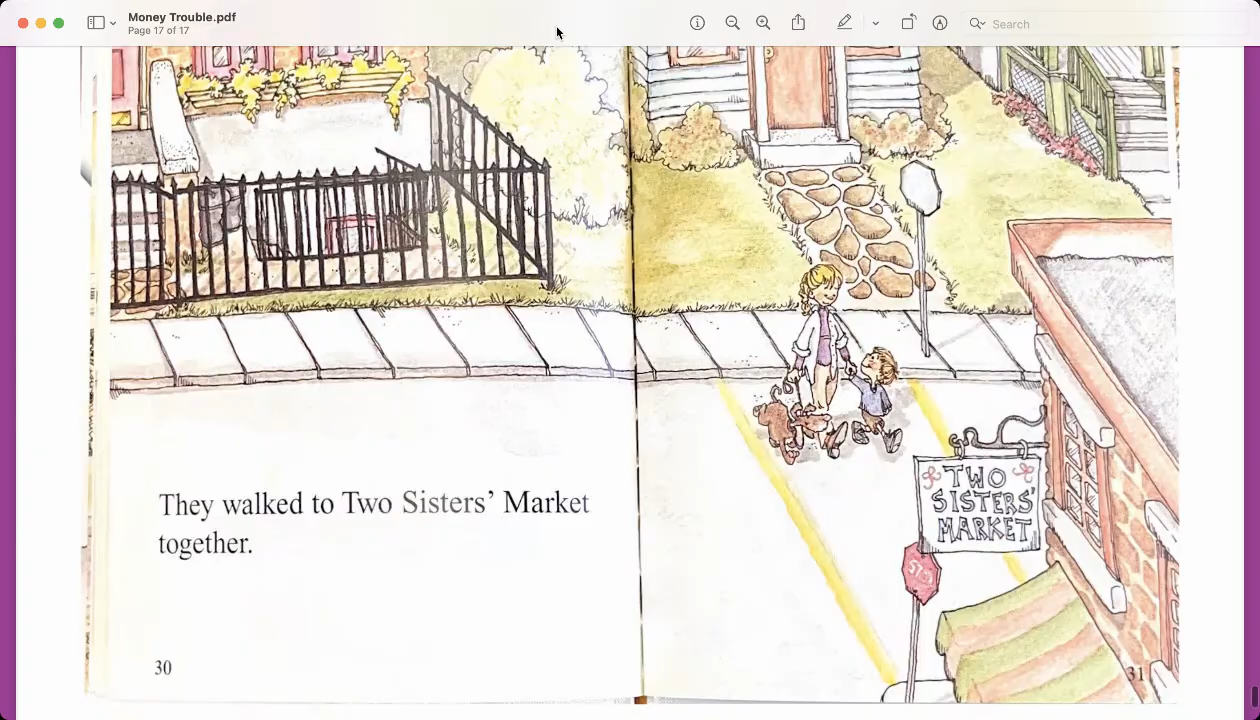 Money Trouble.pdf
Page 17 of 17
Search
They walked to Two Sisters' Market
together.
30
TWO
SISTERS'
MARKET
STOP
31